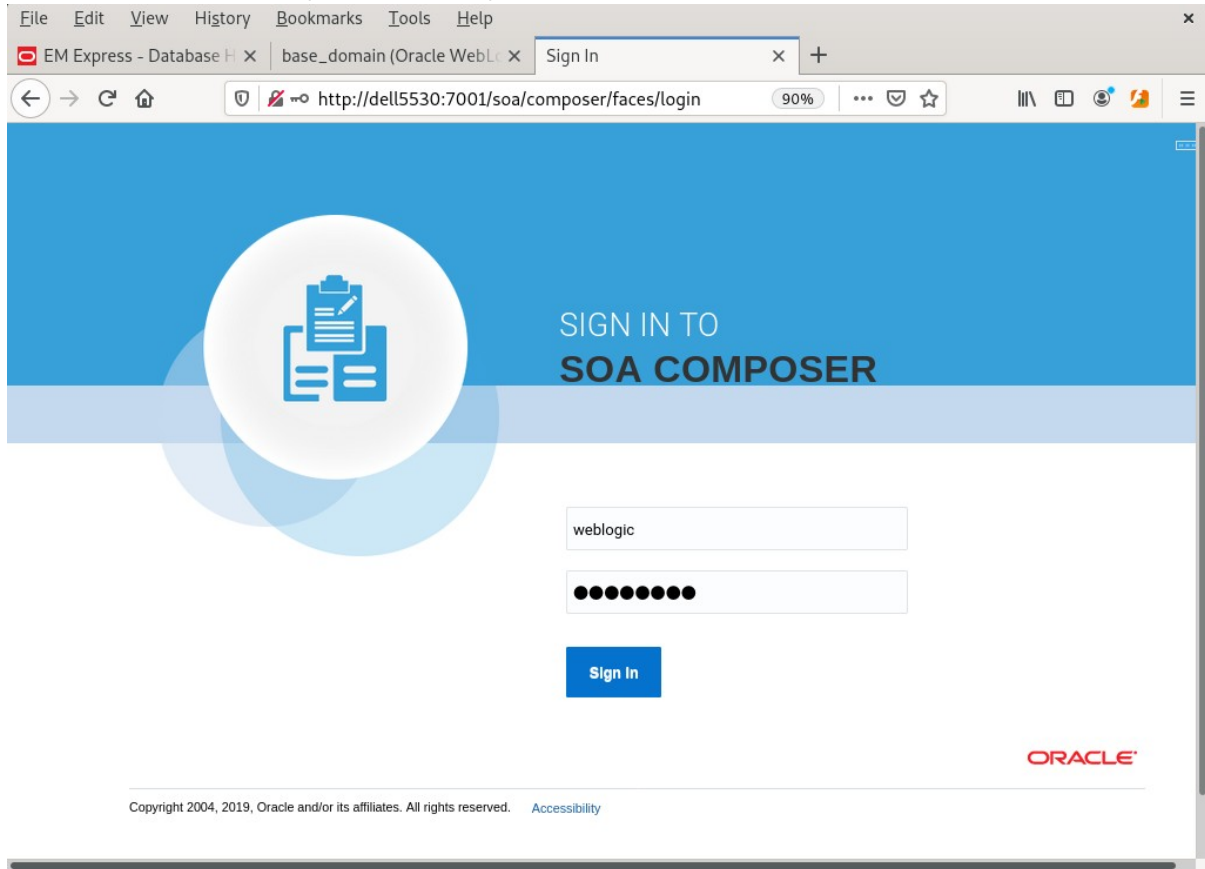 File Edit View History Bookmarks Tools Help
EM Express - Database H
base_domain (Oracle WebLo
Sign In
http://dell5530:7001/soa/composer/faces/login
90%
SIGN IN TO
SOA COMPOSER
weblogic
Sign In
ORACLE
Copyright 2004, 2019, Oracle and/or its affiliates. All rights reserved. Accessibility